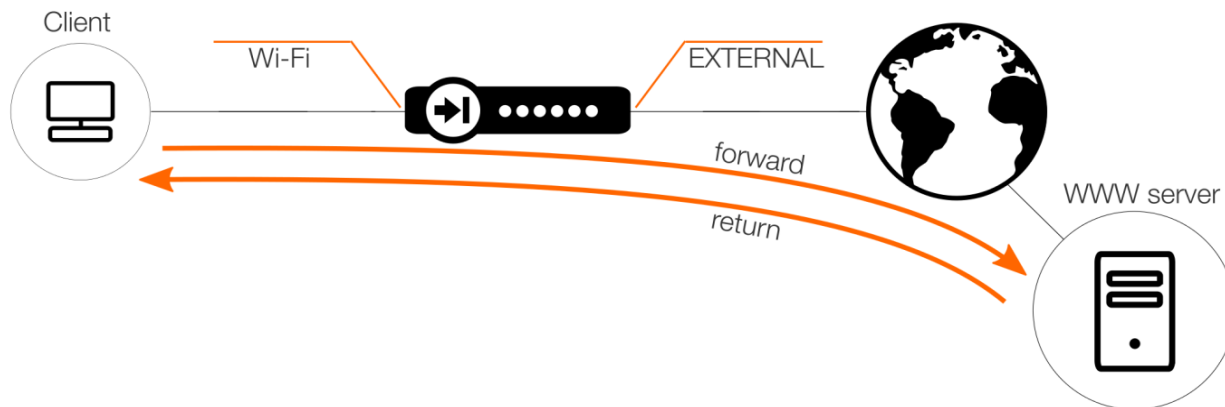 Client
Wi-Fi
EXTERNAL
forward
return
WWW server